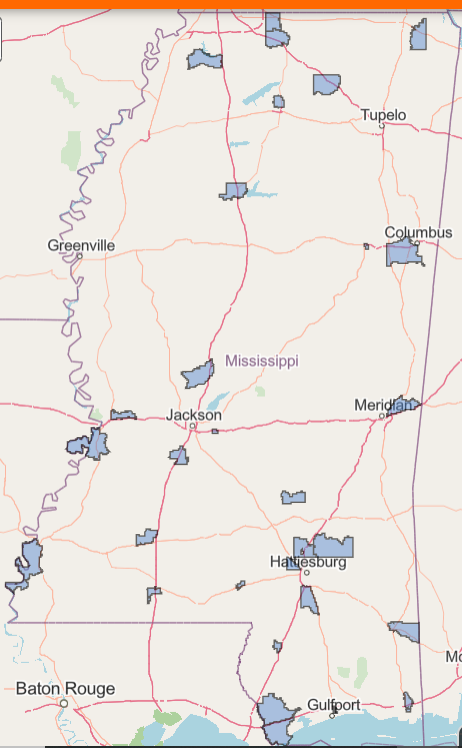 Tupelo
Columbus
Greenville
Mississippi
Meridian
Jackson
Hattiesburg
Baton Rouge
Gulfport